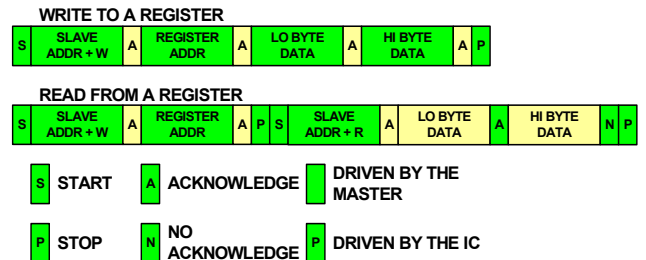 WRITE TO A REGISTER
S SLAVE ADDR + W A REGISTER ADDR A LO BYTE DATA A HI BYTE DATA A P
READ FROM A REGISTER
S SLAVE ADDR + W A REGISTER ADDR A P S SLAVE ADDR + R A LO BYTE DATA A HI BYTE DATA N P
S START A ACKNOWLEDGE DRIVEN BY THE MASTER
P STOP N NO ACKNOWLEDGE P DRIVEN BY THE IC